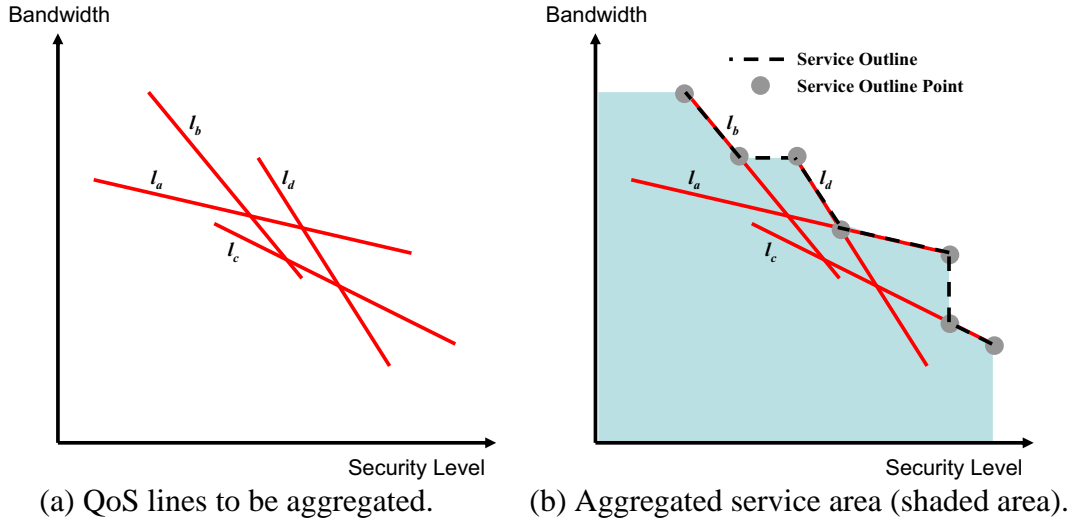 Bandwidth
l_b
l_a
l_d
l_c
Security Level
(a) QoS lines to be aggregated.
Bandwidth
Service Outline
Service Outline Point
l_b
l_a
l_d
l_c
Security Level
(b) Aggregated service area (shaded area).